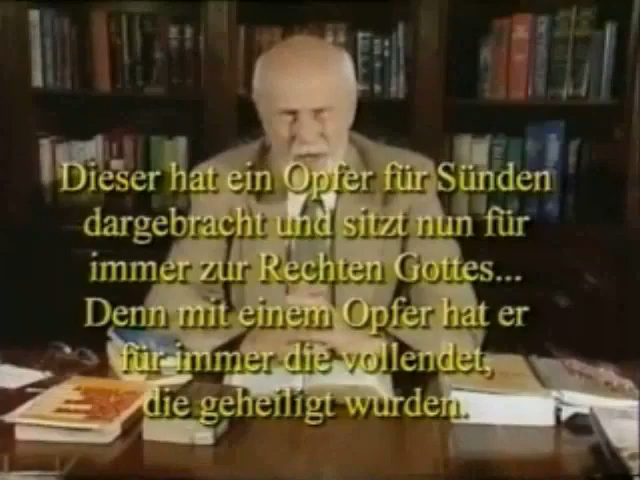 Dieser hat ein Opfer für Sünden
dargebracht und sitzt nun für
immer zur Rechten Gottes...
Denn mit einem Opfer hat er
für immer die vollendet,
die geheiligt wurden.